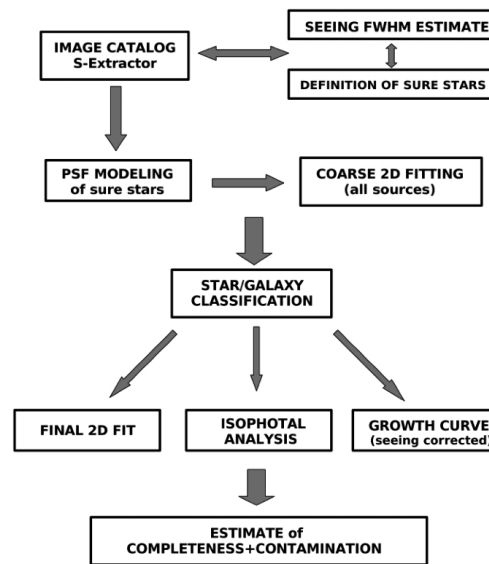 SEEING FWHM ESTIMATE
IMAGE CATALOG
S-Extractor
DEFINITION OF SURE STARS
PSF MODELING
of sure stars
COARSE 2D FITTING
(all sources)
STAR/GALAXY
CLASSIFICATION
FINAL 2D FIT
ISOPHOTAL
ANALYSIS
GROWTH CURVE
(seeing corrected)
ESTIMATE of
COMPLETENESS+CONTAMINATION